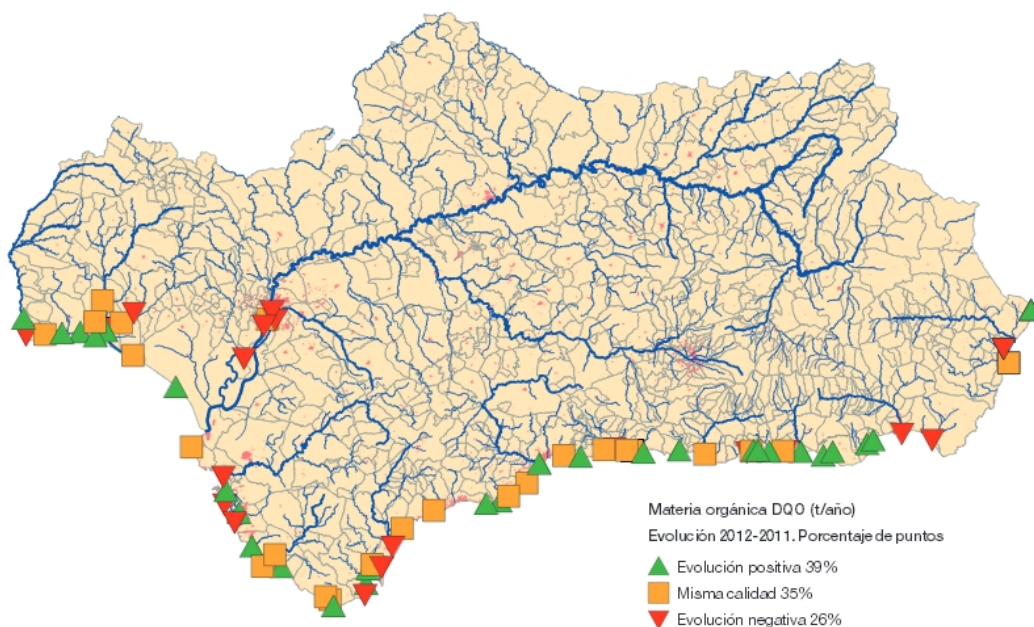 Materia orgánica DQO (t/año)
Evolución 2012-2011. Porcentaje de puntos
Evolución positiva 39%
Misma calidad 35%
Evolución negativa 26%